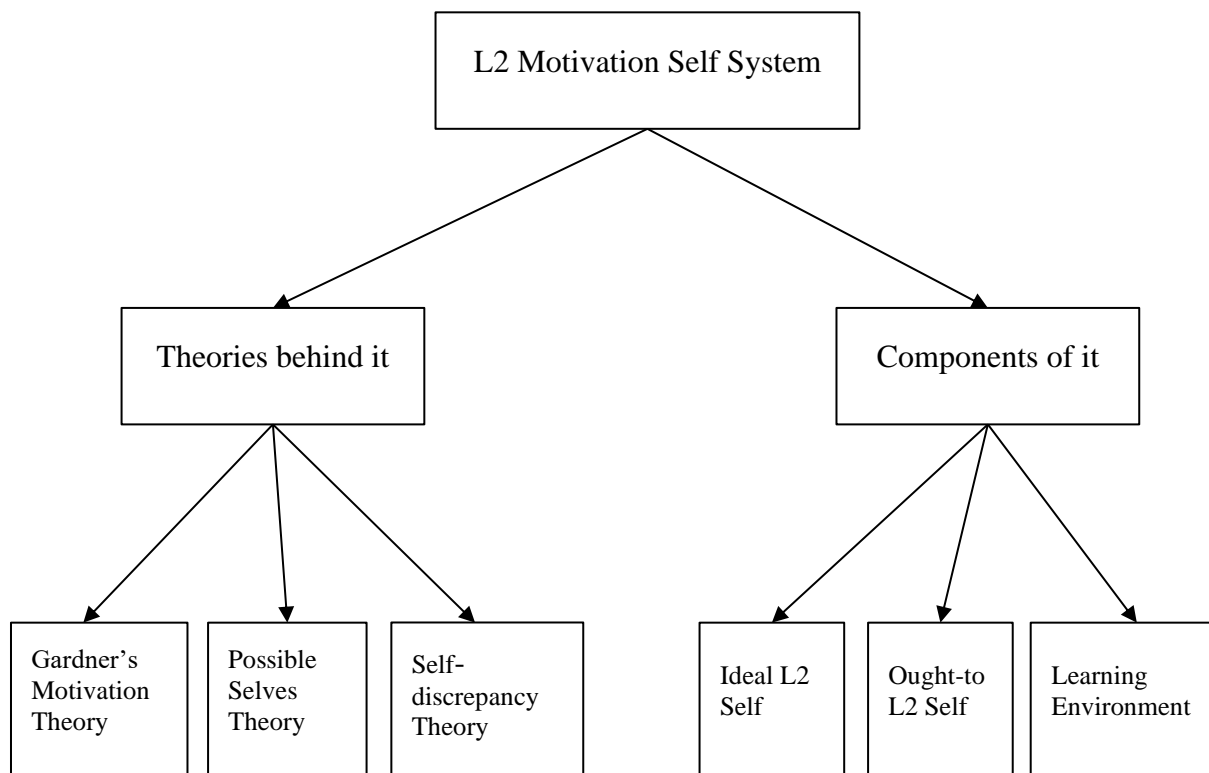 L2 Motivation Self System
Theories behind it
Components of it
Gardner’s
Motivation
Theory
Possible
Selves
Theory
Self-
discrepancy
Theory
Ideal L2
Self
Ought-to
L2 Self
Learning
Environment